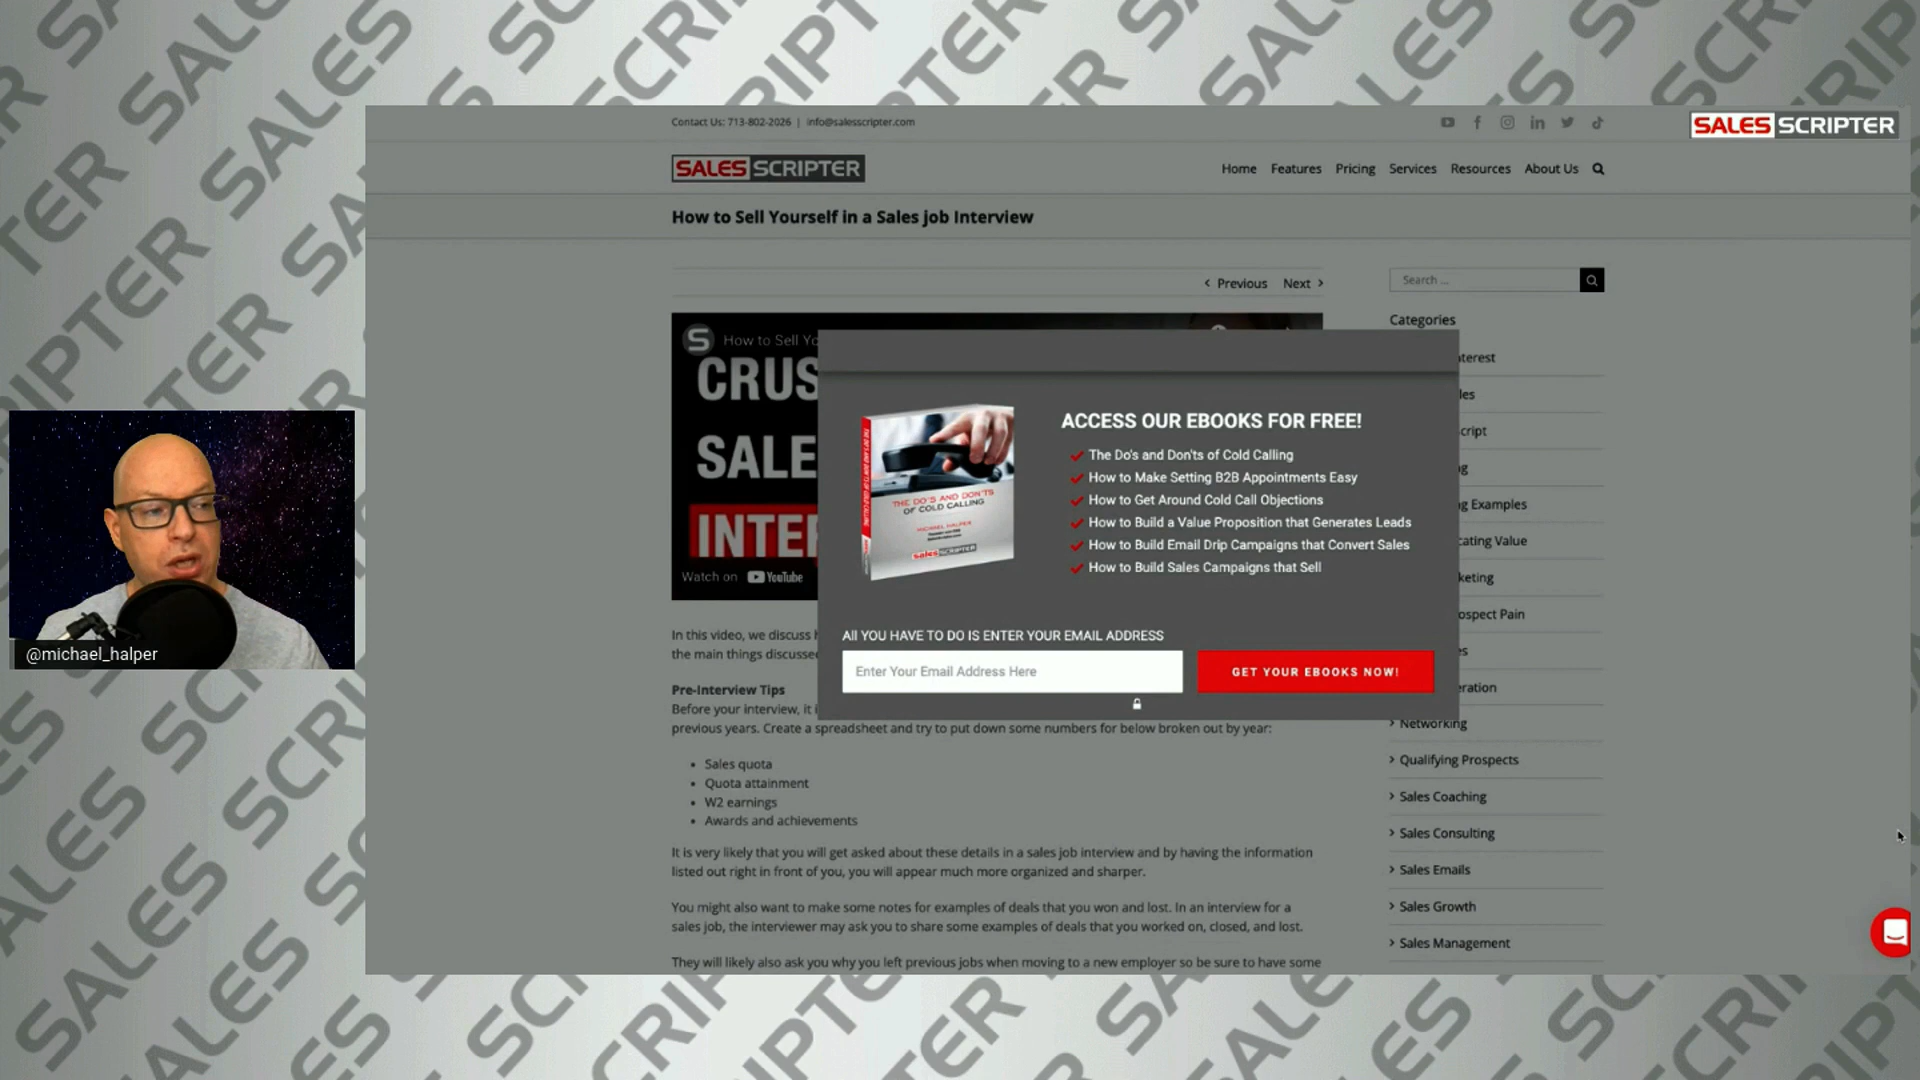 Contact Us: 713-802-2026 | info@salesscripter.com
SALES SCRIPTER
SALES SCRIPTER
Home Features Pricing Services Resources About Us
How to Sell Yourself in a Sales job Interview
Previous Next
Search ...
Categories
S How to Sell Yo
CRUS
SALE
INTER
Watch on YouTube
ACCESS OUR EBOOKS FOR FREE!
The Do's and Don'ts of Cold Calling
How to Make Setting B2B Appointments Easy
How to Get Around Cold Call Objections
How to Build a Value Proposition that Generates Leads
How to Build Email Drip Campaigns that Convert Sales
How to Build Sales Campaigns that Sell
THE DO'S AND DON'TS
OF COLD CALLING
MICHAEL HALPER
sales SCRIPTER
All YOU HAVE TO DO IS ENTER YOUR EMAIL ADDRESS
Enter Your Email Address Here
GET YOUR EBOOKS NOW!
terest
les
cript
g
g Examples
cating Value
keting
ospect Pain
es
eration
Networking
Qualifying Prospects
Sales Coaching
Sales Consulting
Sales Emails
Sales Growth
Sales Management
In this video, we discuss h
the main things discussed
Pre-Interview Tips
Before your interview, it i
previous years. Create a spreadsheet and try to put down some numbers for below broken out by year:
• Sales quota
• Quota attainment
• W2 earnings
• Awards and achievements
It is very likely that you will get asked about these details in a sales job interview and by having the information
listed out right in front of you, you will appear much more organized and sharper.
You might also want to make some notes for examples of deals that you won and lost. In an interview for a
sales job, the interviewer may ask you to share some examples of deals that you worked on, closed, and lost.
They will likely also ask you why you left previous jobs when moving to a new employer so be sure to have some
@michael_halper